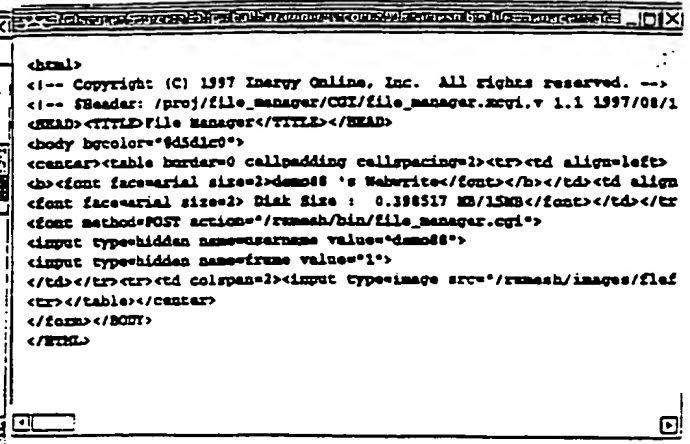 <html>
<!-- Copyright (C) 1997 Inergy Online, Inc. All rights reserved. -->
<!-- $Header: /proj/file_manager/CGI/file_manager.mcgi,v 1.1 1997/08/1
<HEAD><TITLE>File Manager</TITLE></HEAD>
<body bgcolor="#d5d1c0">
<center><table border=0 callpadding callspacing=2><tr><td align=left>
<b><font face=arial size=2>demo88 's Website</font></b></td><td align
<font face=arial size=2> Disk Size : 0.398517 MB/15MB</font></td></tr
<form method=POST action="/ramesh/bin/file_manager.cgi">
<input type=hidden name=username value="demo88">
<input type=hidden name=frame value="1">
</td></tr><tr><td colspan=2><input type=image src="/ramesh/images/flef
<tr></table></center>
</form></BODY>
</HTML>